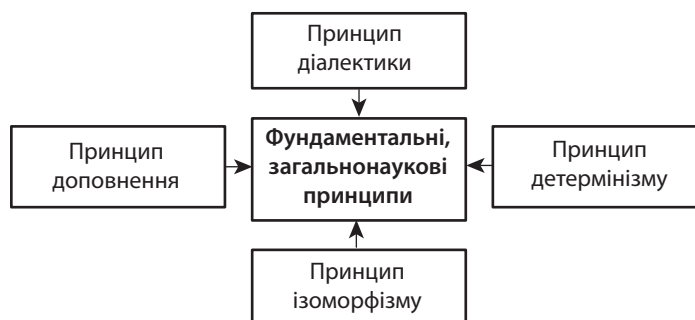 Принцип
діалектики
Принцип
доповнення
Фундаментальні,
загальнонаукові
принципи
Принцип
детермінізму
Принцип
ізоморфізму